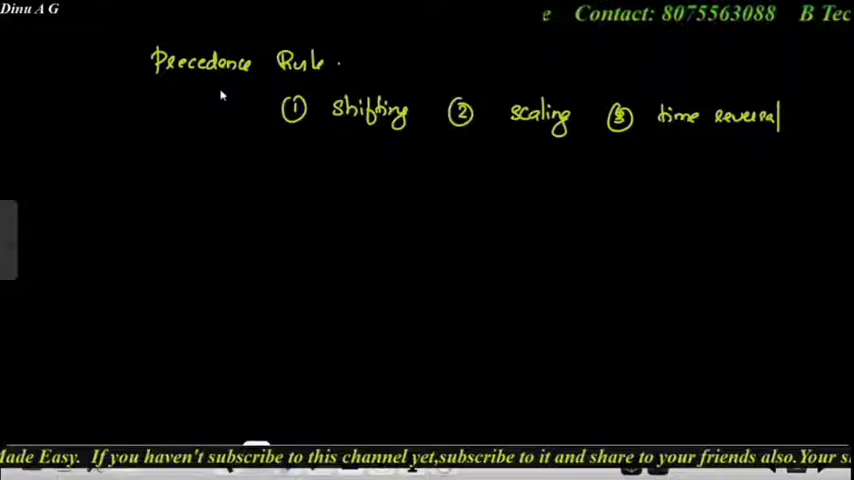 Dinu A G
e Contact: 8075563088 B Tec
Precedence Rule.
① shifting ② scaling ③ time reversal
Made Easy. If you haven't subscribe to this channel yet,subscribe to it and share to your friends also.Your s